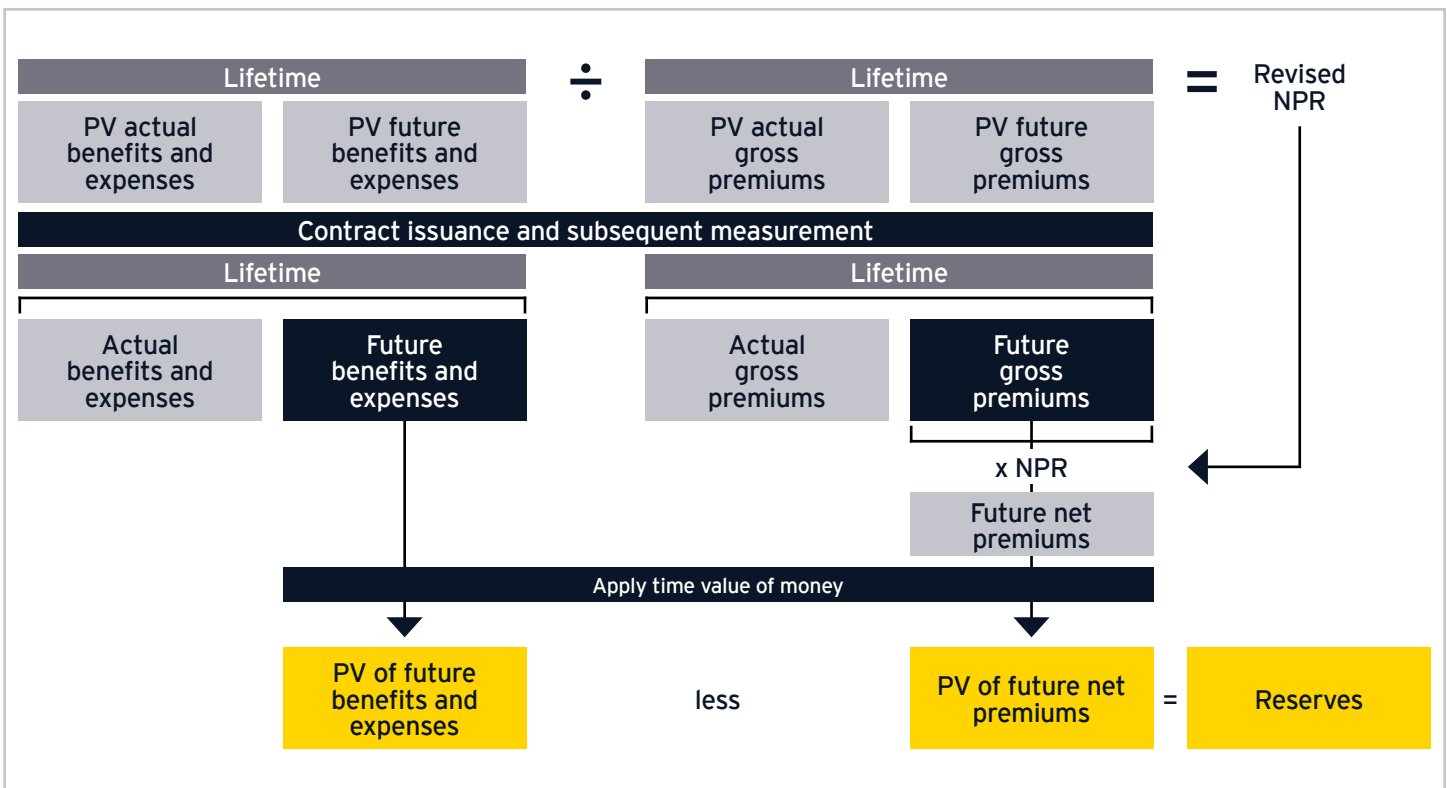 Lifetime
÷
Lifetime
=
Revised
NPR
PV actual
benefits and
expenses
PV future
benefits and
expenses
PV actual
gross
premiums
PV future
gross
premiums
Contract issuance and subsequent measurement
Lifetime
Lifetime
Actual
benefits and
expenses
Future
benefits and
expenses
Actual
gross
premiums
Future
gross
premiums
x NPR
Future net
premiums
Apply time value of money
PV of future
benefits and
expenses
less
PV of future net
premiums
=
Reserves